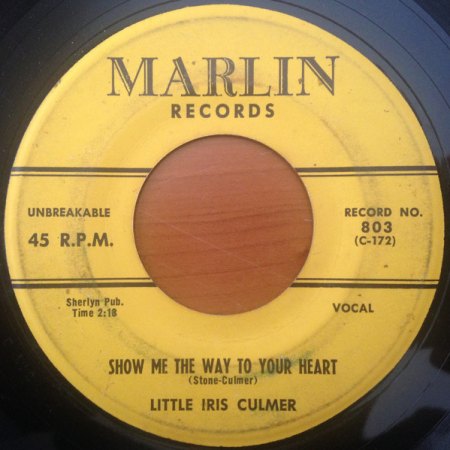 MARLIN
RECORDS
UNBREAKABLE
45 R.P.M.
RECORD NO.
803
(C-172)
Sherlyn Pub.
Time 2:18
VOCAL
SHOW ME THE WAY TO YOUR HEART
(Stone-Culmer)
LITTLE IRIS CULMER